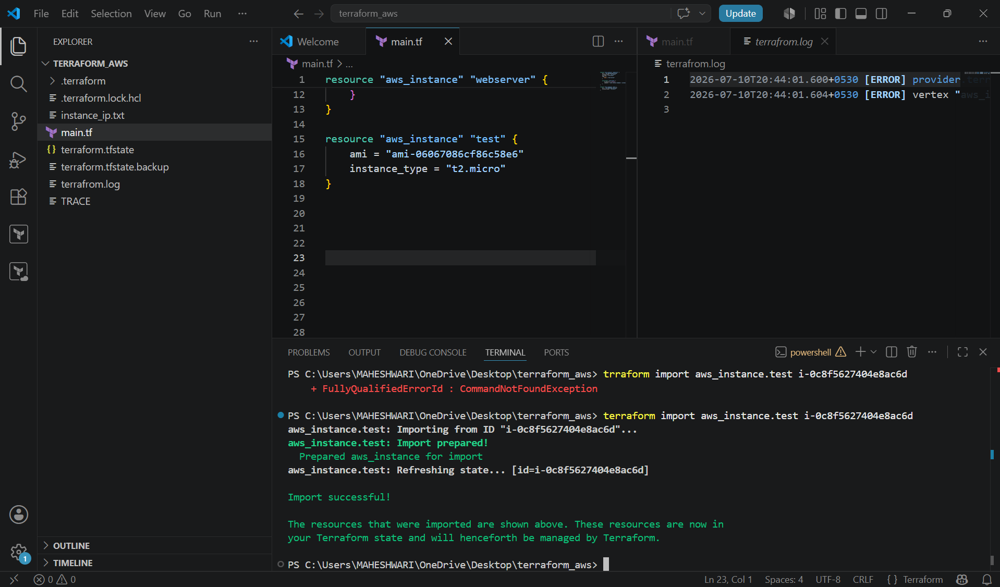 File Edit Selection View Go Run ··· terraform_aws Update
EXPLORER
TERRAFORM_AWS
.terraform
.terraform.lock.hcl
instance_ip.txt
main.tf
{} terraform.tfstate
terraform.tfstate.backup
terrafrom.log
TRACE
OUTLINE
TIMELINE
Welcome main.tf
main.tf > ...
1 resource "aws_instance" "webserver" {
12 }
13 }
14
15 resource "aws_instance" "test" {
16 ami = "ami-06067086cf86c58e6"
17 instance_type = "t2.micro"
18 }
19
20
21
22
23
24
25
26
27
28
main.tf terrafrom.log
terrafrom.log
1 2026-07-10T20:44:01.600+0530 [ERROR] provider.terr
2 2026-07-10T20:44:01.604+0530 [ERROR] vertex "aws_i
3
PROBLEMS OUTPUT DEBUG CONSOLE TERMINAL PORTS powershell
PS C:\Users\MAHESHWARI\OneDrive\Desktop\terraform_aws> trraform import aws_instance.test i-0c8f5627404e8ac6d
+ FullyQualifiedErrorId : CommandNotFoundException
PS C:\Users\MAHESHWARI\OneDrive\Desktop\terraform_aws> terraform import aws_instance.test i-0c8f5627404e8ac6d
aws_instance.test: Importing from ID "i-0c8f5627404e8ac6d"...
aws_instance.test: Import prepared!
Prepared aws_instance for import
aws_instance.test: Refreshing state... [id=i-0c8f5627404e8ac6d]
Import successful!
The resources that were imported are shown above. These resources are now in
your Terraform state and will henceforth be managed by Terraform.
PS C:\Users\MAHESHWARI\OneDrive\Desktop\terraform_aws>
1
0 0 Ln 23, Col 1 Spaces: 4 UTF-8 CRLF {} Terraform